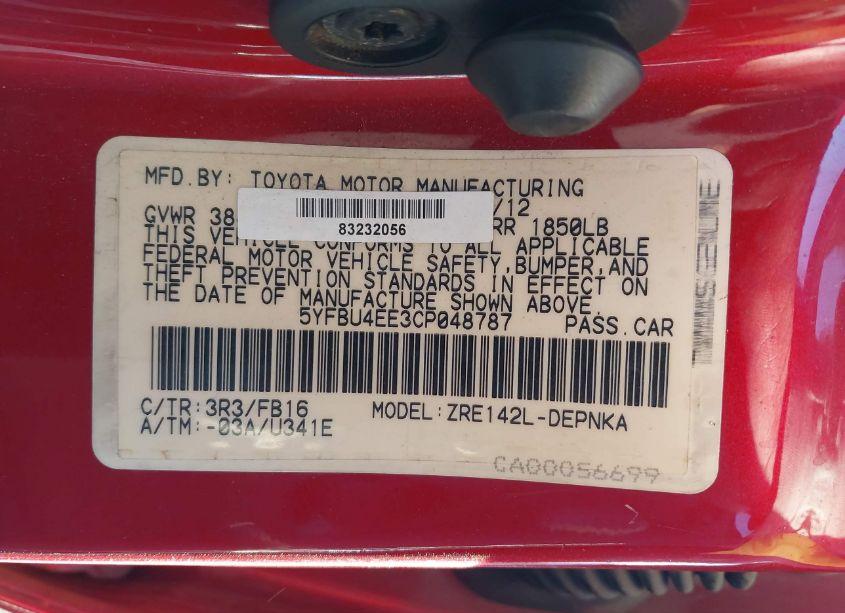 MFD.BY: TOYOTA MOTOR MANUFACTURING
/12
GVWR 38 RR 1850LB
83232056
THIS VEHICLE CONFORMS TO ALL APPLICABLE
FEDERAL MOTOR VEHICLE SAFETY,BUMPER,AND
THEFT PREVENTION STANDARDS IN EFFECT ON
THE DATE OF MANUFACTURE SHOWN ABOVE.
5YFBU4EE3CP048787 PASS.CAR
C/TR:3R3/FB16 MODEL:ZRE142L-DEPNKA
A/TM:-03A/U341E
CA00056699